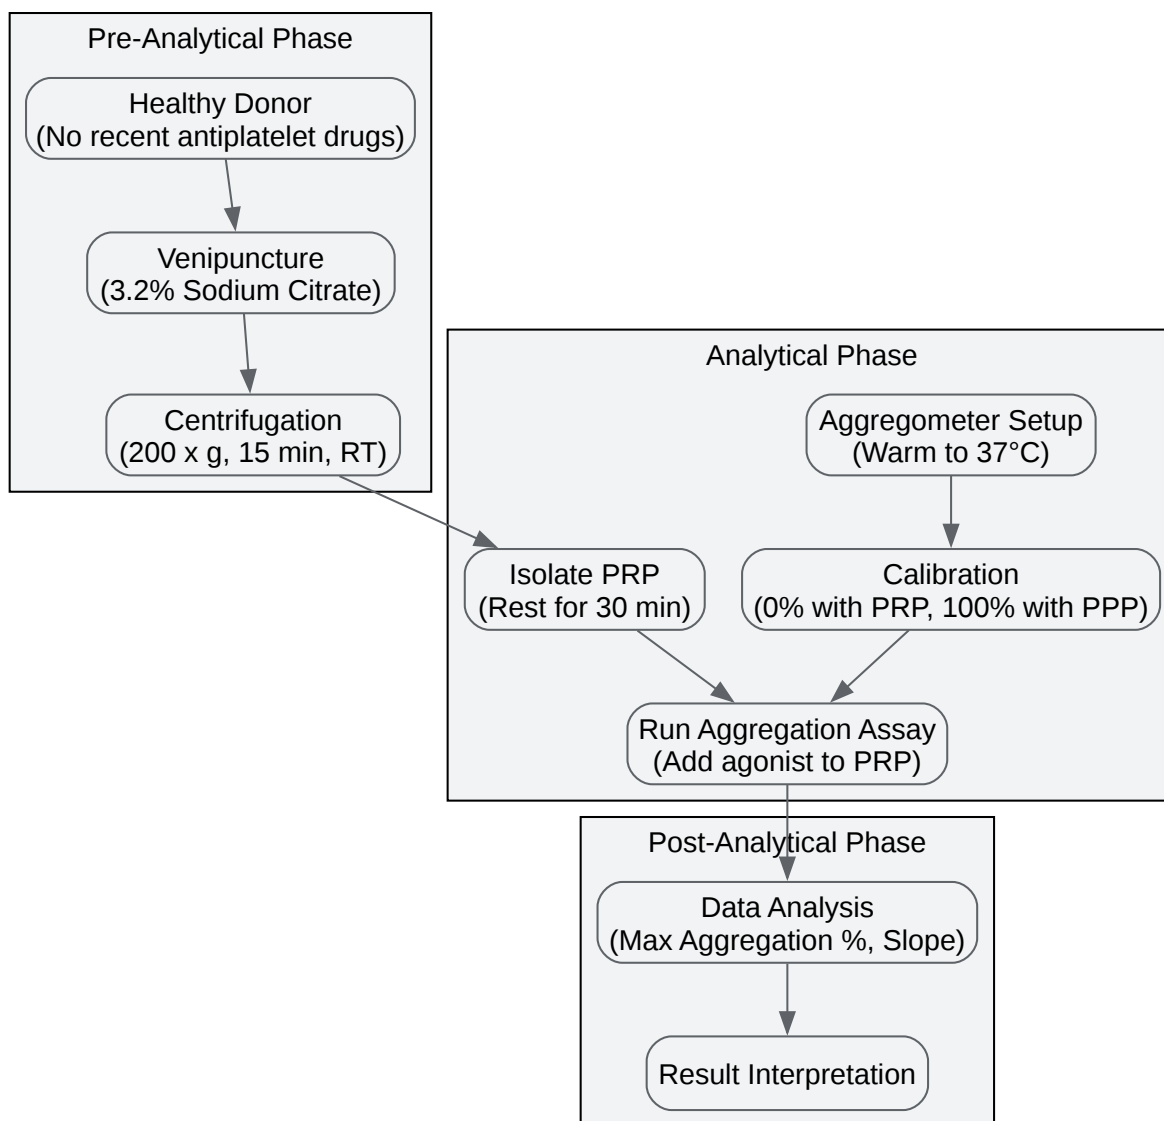 Pre-Analytical Phase
Healthy Donor
(No recent antiplatelet drugs)
Venipuncture
(3.2% Sodium Citrate)
Centrifugation
(200 x g, 15 min, RT)
Analytical Phase
Aggregometer Setup
(Warm to 37°C)
Isolate PRP
(Rest for 30 min)
Calibration
(0% with PRP, 100% with PPP)
Run Aggregation Assay
(Add agonist to PRP)
Post-Analytical Phase
Data Analysis
(Max Aggregation %, Slope)
Result Interpretation